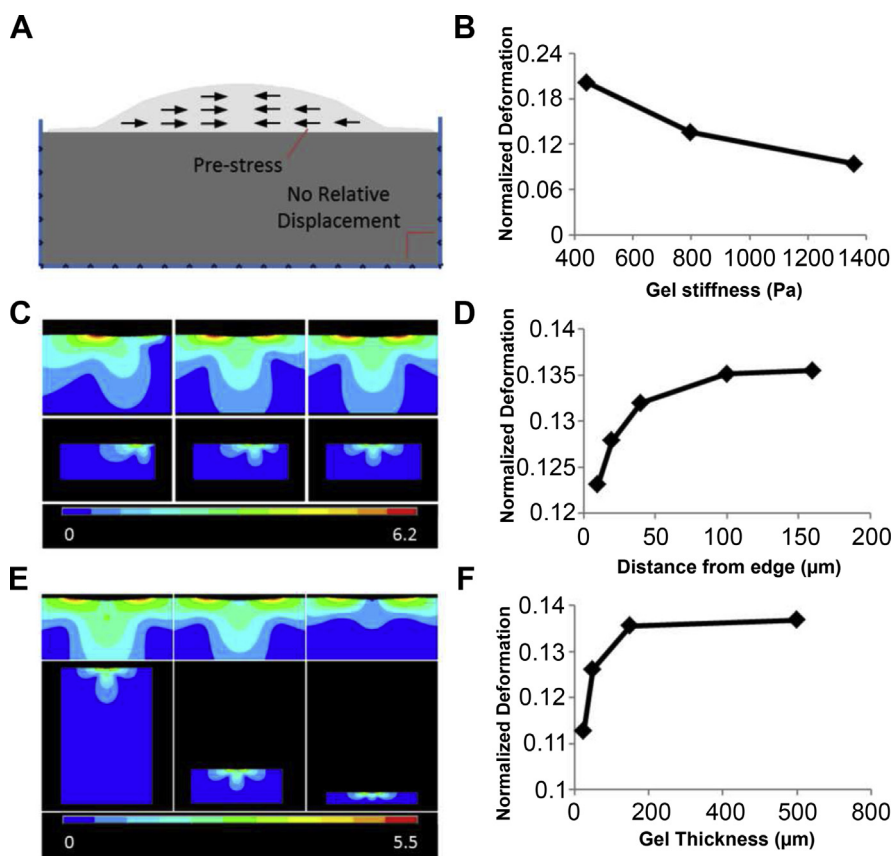 A
Pre-stress
No Relative
Displacement
B
Normalized Deformation
0.24
0.18
0.12
0.06
0
400 600 800 1000 1200 1400
Gel stiffness (Pa)
C
0 6.2
D
Normalized Deformation
0.14
0.135
0.13
0.125
0.12
0 50 100 150 200
Distance from edge (µm)
E
0 5.5
F
Normalized Deformation
0.14
0.13
0.12
0.11
0.1
0 200 400 600 800
Gel Thickness (µm)